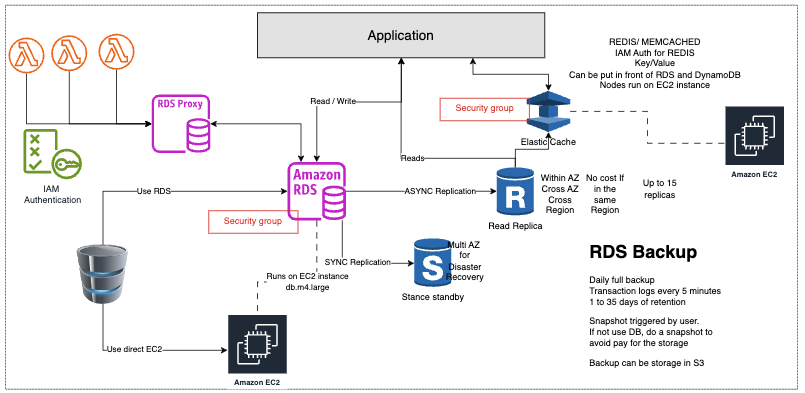 Application
REDIS/ MEMCACHED
IAM Auth for REDIS
Key/Value
Can be put in front of RDS and DynamoDB
Nodes run on EC2 instance
RDS Proxy
Read / Write
Security group
Elastic Cache
Amazon EC2
IAM
Authentication
Reads
Amazon
RDS
Use RDS
ASYNC Replication
R
Read Replica
Within AZ
Cross AZ
Cross
Region
No cost If
in the
same
Region
Up to 15
replicas
Security group
SYNC Replication
S
Multi AZ
for
Disaster
Recovery
Stance standby
Runs on EC2 instance
db.m4.large
Use direct EC2
Amazon EC2
RDS Backup
Daily full backup
Transaction logs every 5 minutes
1 to 35 days of retention
Snapshot triggered by user.
If not use DB, do a snapshot to
avoid pay for the storage
Backup can be storage in S3